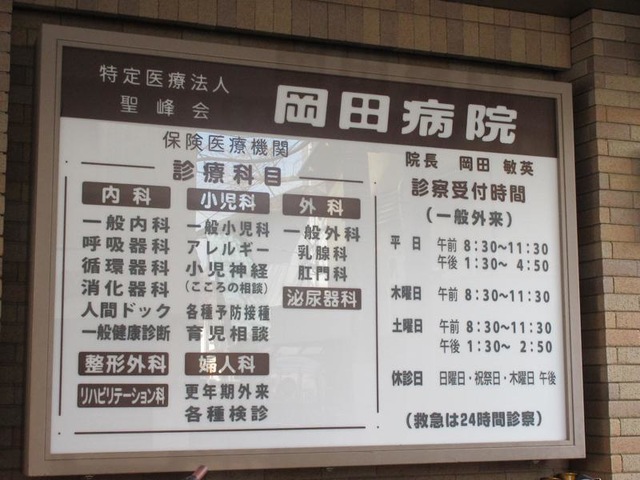 特定医療法人
聖峰会
岡田病院
保険医療機関
院長 岡田 敏英
診療科目
内科
一般内科
呼吸器科
循環器科
消化器科
人間ドック
一般健康診断
小児科
一般小児科
アレルギー
小児神経
(こころの相談)
各種予防接種
育児相談
外科
一般外科
乳腺科
肛門科
泌尿器科
整形外科
リハビリテーション科
婦人科
更年期外来
各種検診
診察受付時間
(一般外来)
平日 午前 8:30~11:30
午後 1:30~ 4:50
木曜日 午前 8:30~11:30
土曜日 午前 8:30~11:30
午後 1:30~ 2:50
休診日 日曜日・祝祭日・木曜日 午後
(救急は24時間診察)